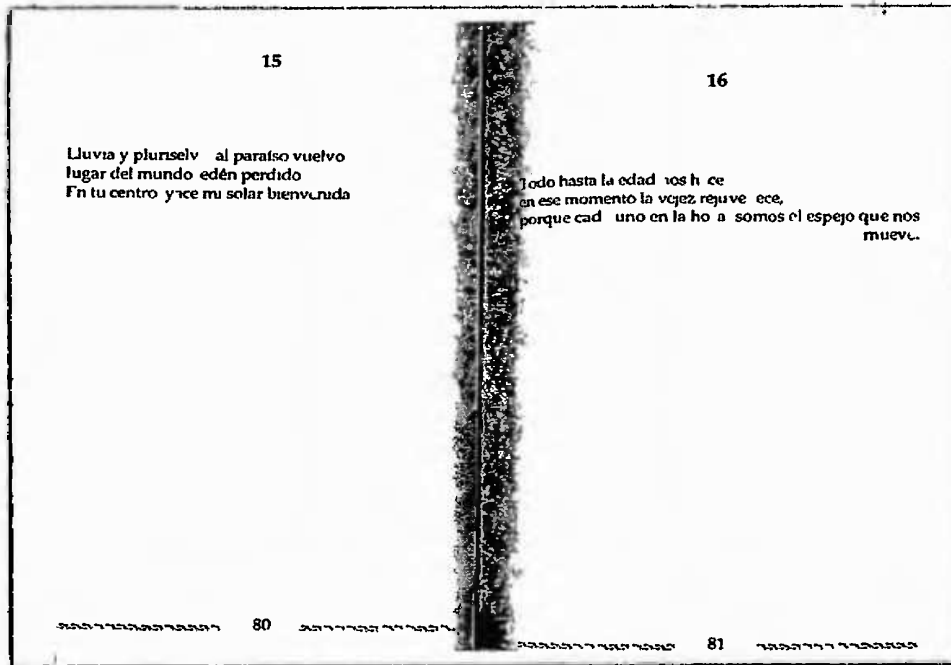 15
Lluvia y pluriselv al paraíso vuelvo
lugar del mundo edén perdido
En tu centro yace mi solar bienvenida
80
16
Todo hasta la edad nos h ce
en ese momento la vejez rejuve ece,
porque cad uno en la ho a somos el espejo que nos
mueve.
81